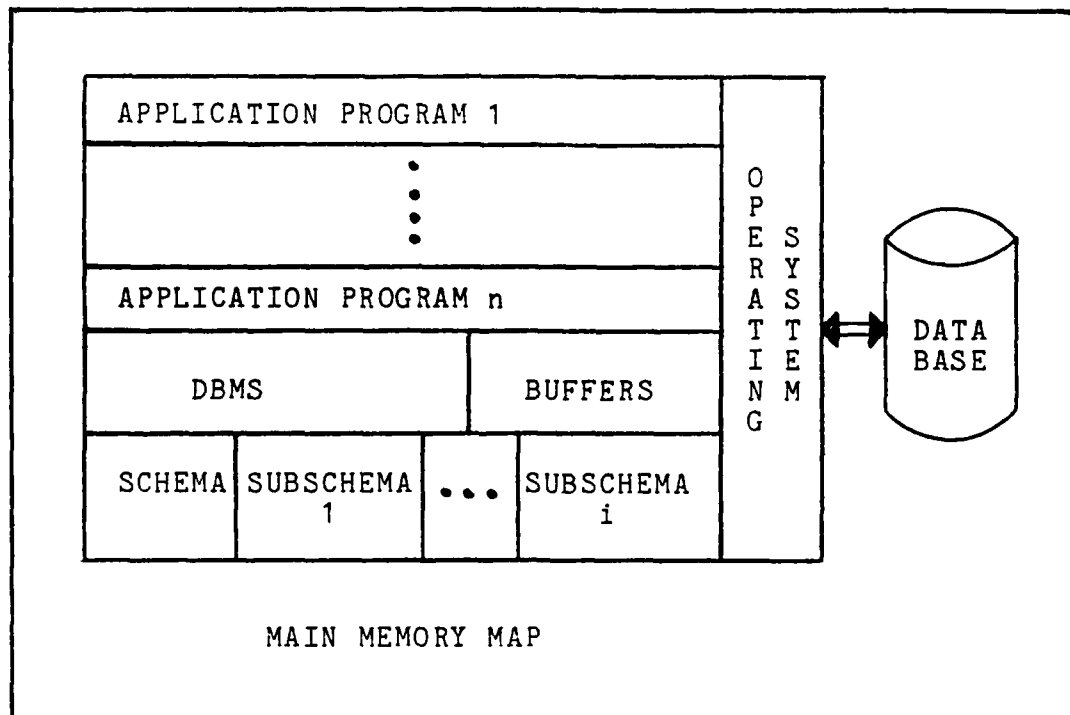 APPLICATION PROGRAM 1
APPLICATION PROGRAM n
DBMS
BUFFERS
SCHEMA
SUBSCHEMA
1
SUBSCHEMA
i
OPERATING
SYSTEM
DATA
BASE
MAIN MEMORY MAP